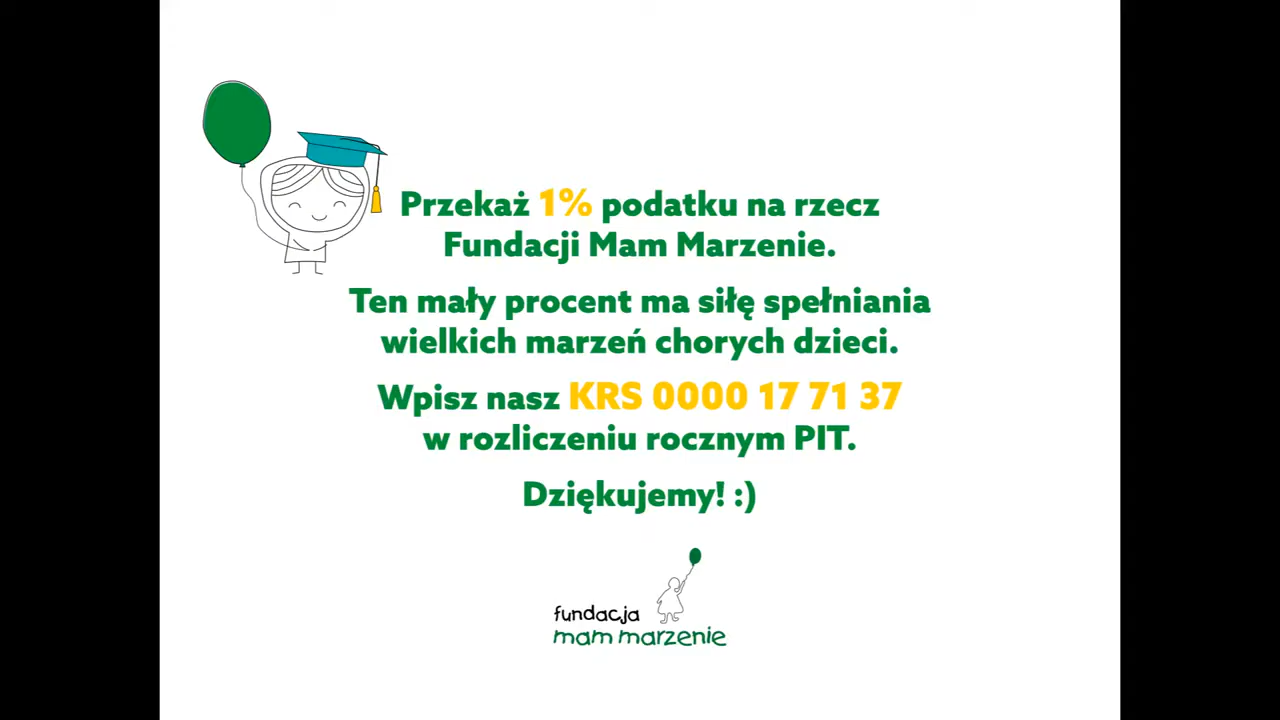 Przekaż 1% podatku na rzecz
Fundacji Mam Marzenie.
Ten mały procent ma siłę spełniania
wielkich marzeń chorych dzieci.
Wpisz nasz KRS 0000 17 71 37
w rozliczeniu rocznym PIT.
Dziękujemy! :)
fundacja
mam marzenie